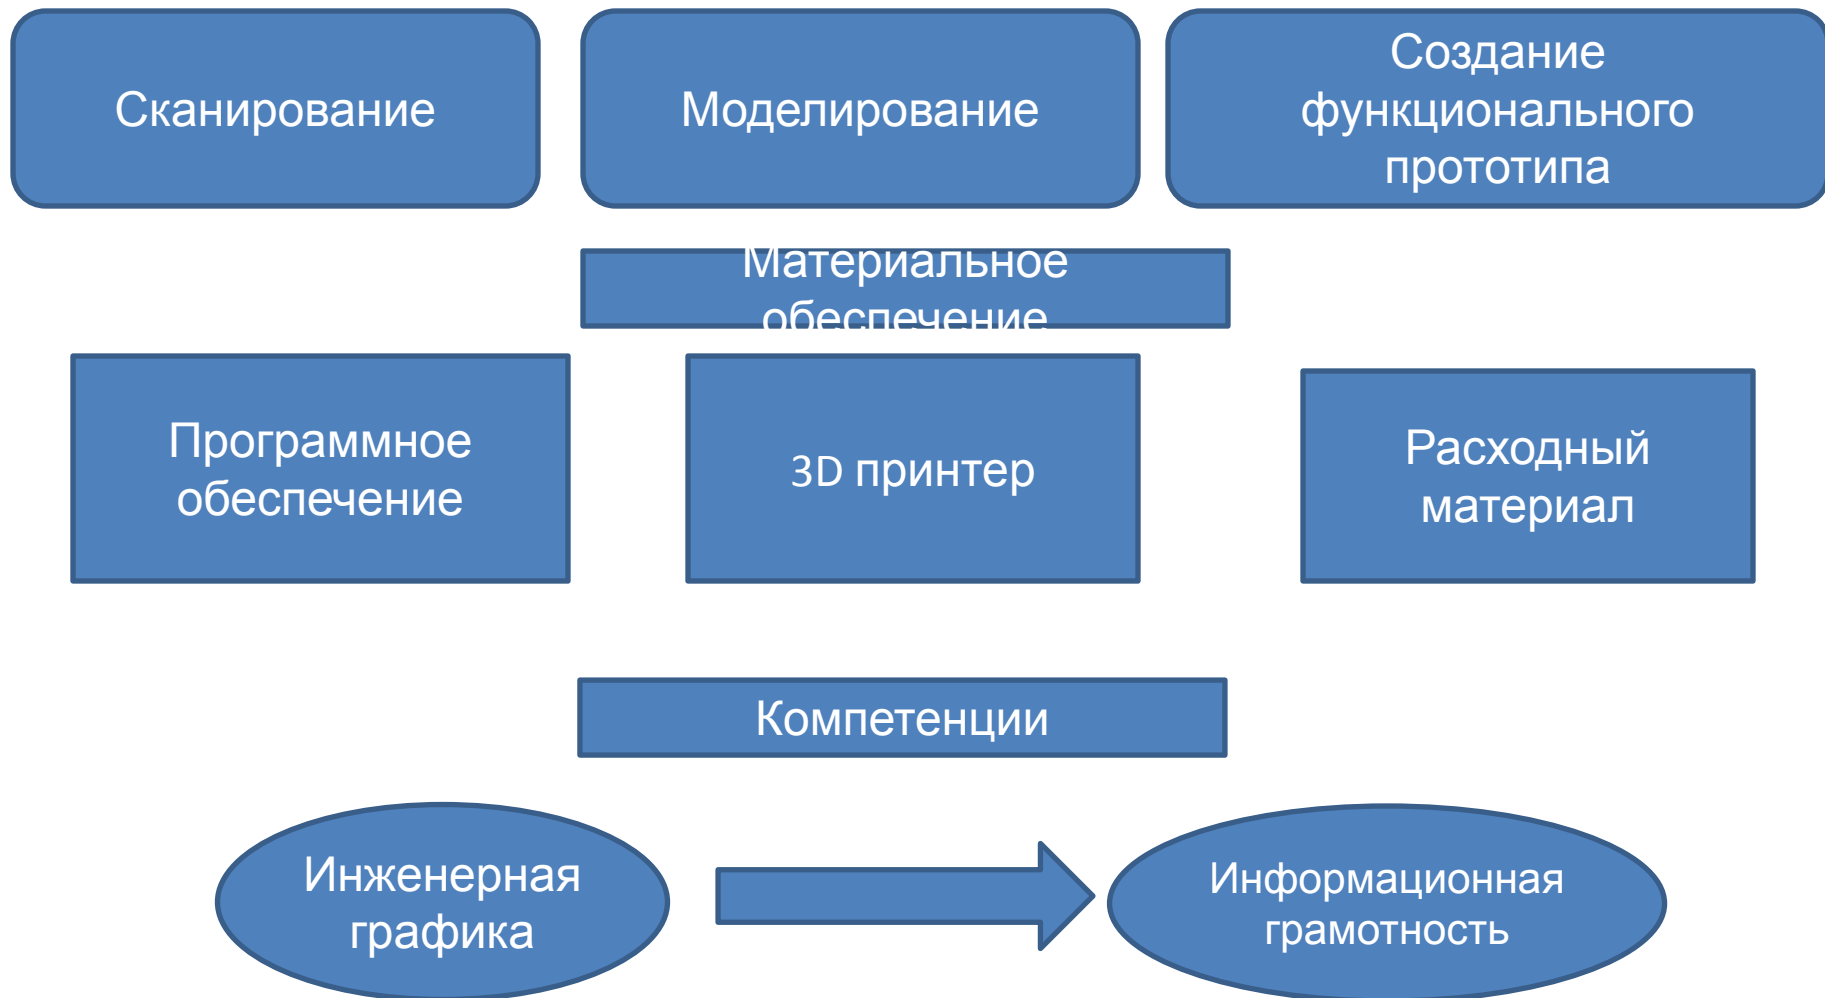 Сканирование
Моделирование
Создание
функционального
прототипа
Материальное
обеспечение
Программное
обеспечение
3D принтер
Расходный
материал
Компетенции
Инженерная
графика
Информационная
грамотность